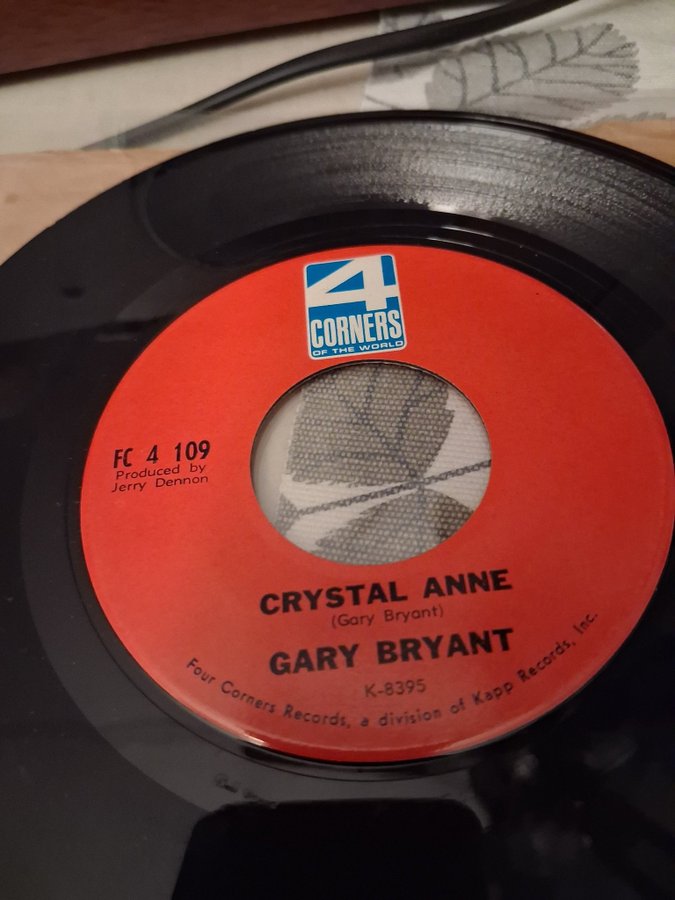 4
CORNERS
OF THE WORLD
FC 4 109
Produced by
Jerry Dennon
CRYSTAL ANNE
(Gary Bryant)
GARY BRYANT
K-8395
Four Corners Records, a division of Kapp Records, Inc.